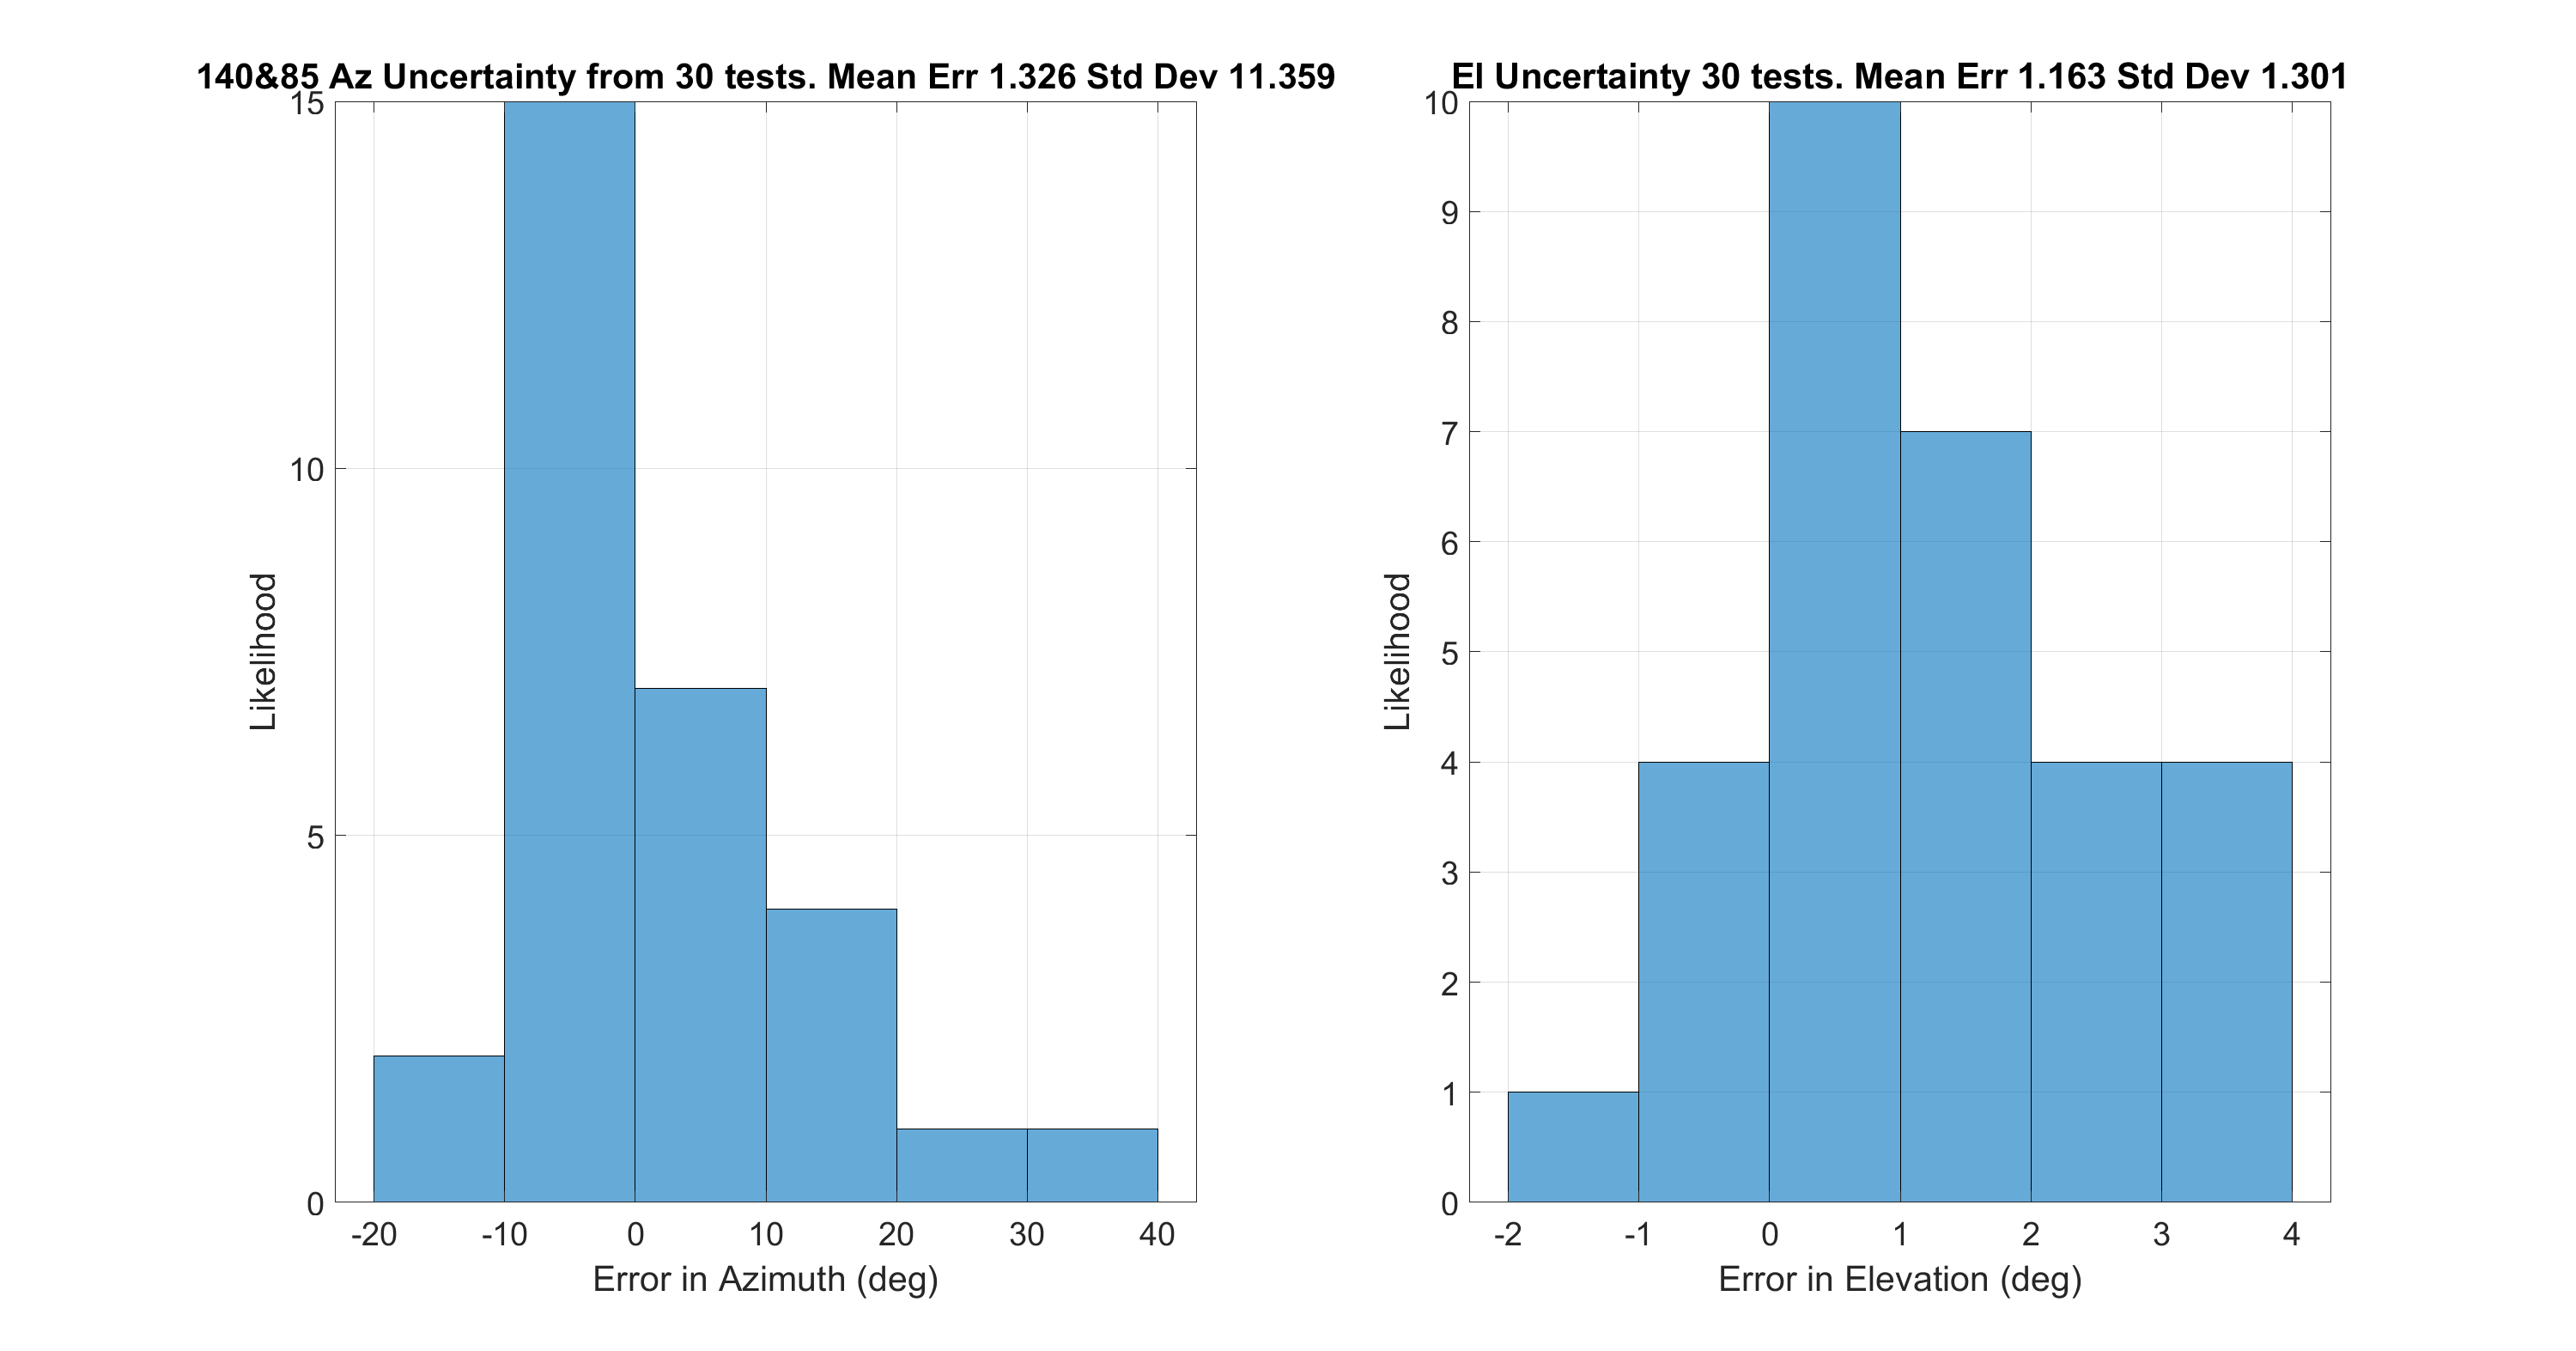 140&85 Az Uncertainty from 30 tests. Mean Err 1.326 Std Dev 11.359
15
10
5
0
Likelihood
-20 -10 0 10 20 30 40
Error in Azimuth (deg)
El Uncertainty 30 tests. Mean Err 1.163 Std Dev 1.301
10
9
8
7
6
5
4
3
2
1
0
Likelihood
-2 -1 0 1 2 3 4
Error in Elevation (deg)